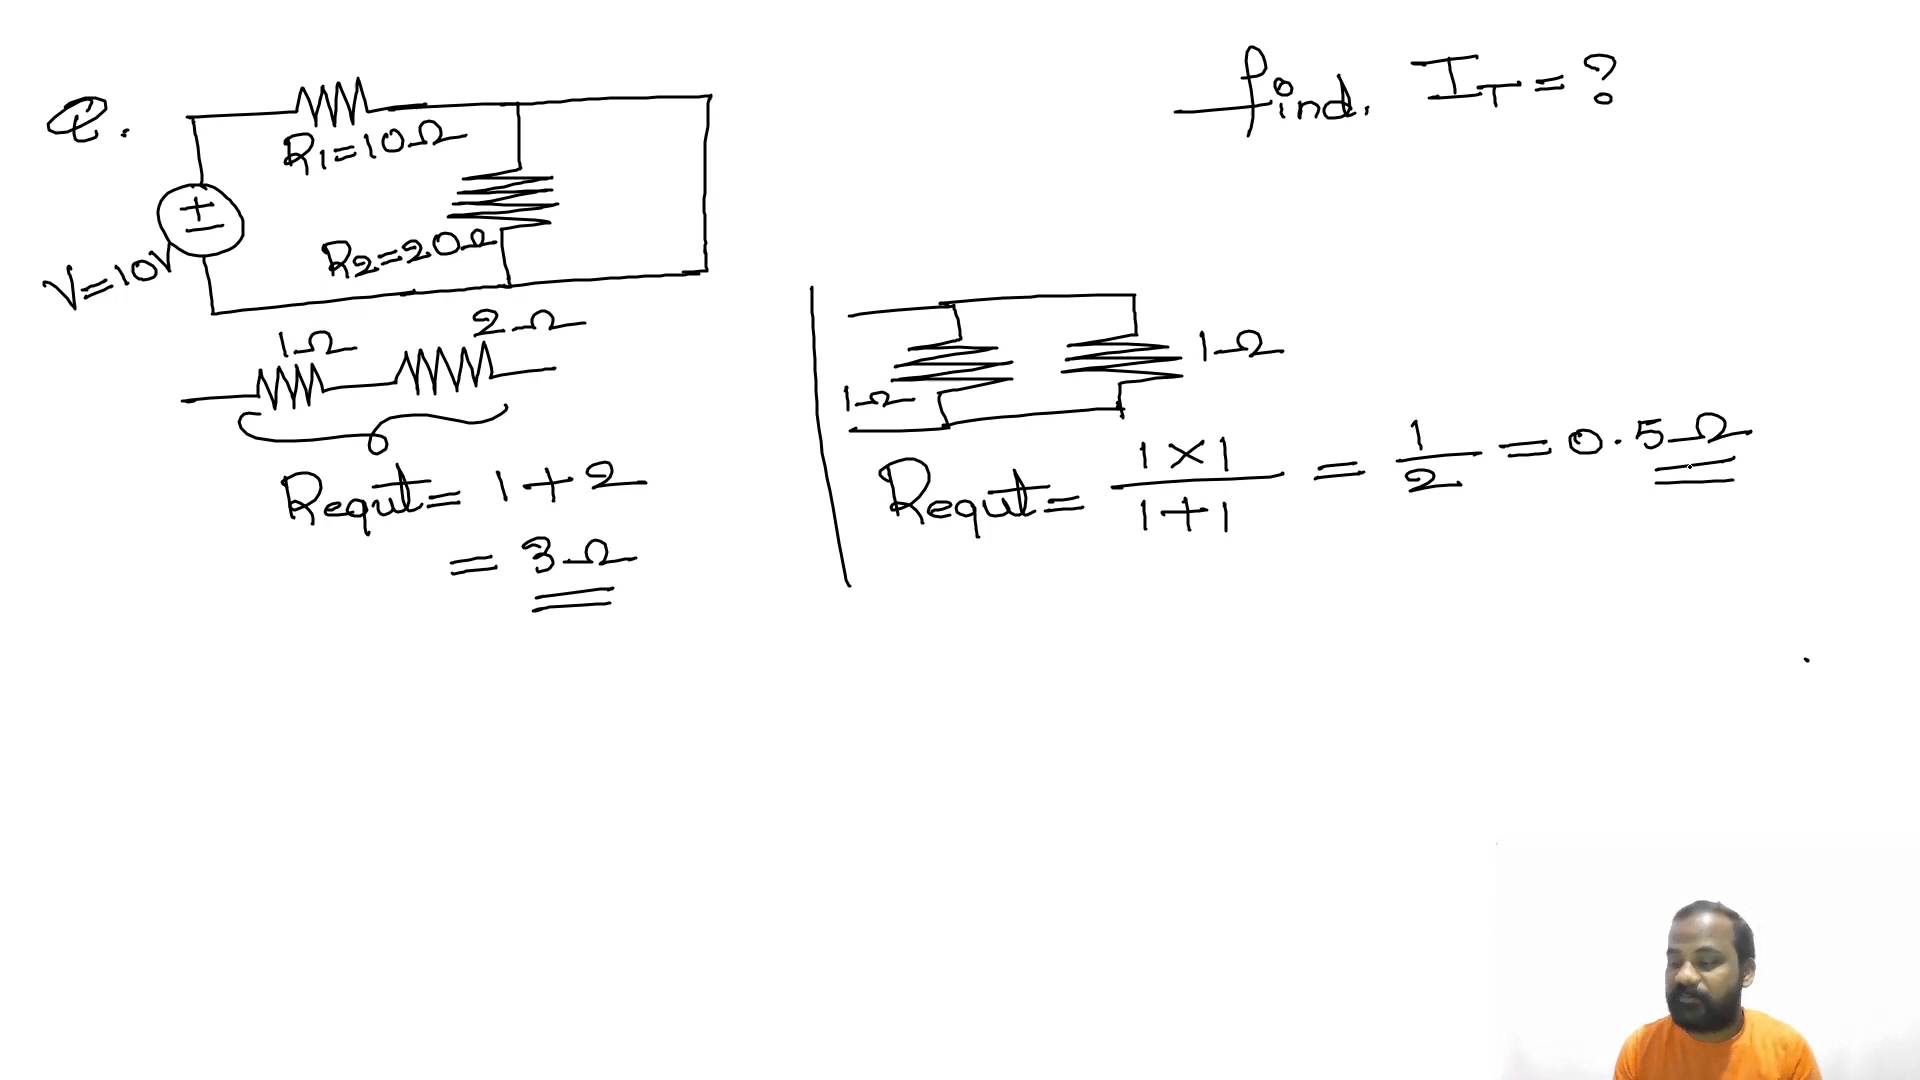 Q.
find. I_T = ?
R1=10Ω
V=10V
R2=20Ω
1Ω 2Ω
Requt= 1+2
= 3Ω
1Ω
1Ω
Requt= 1×1/1+1 = 1/2 = 0.5Ω